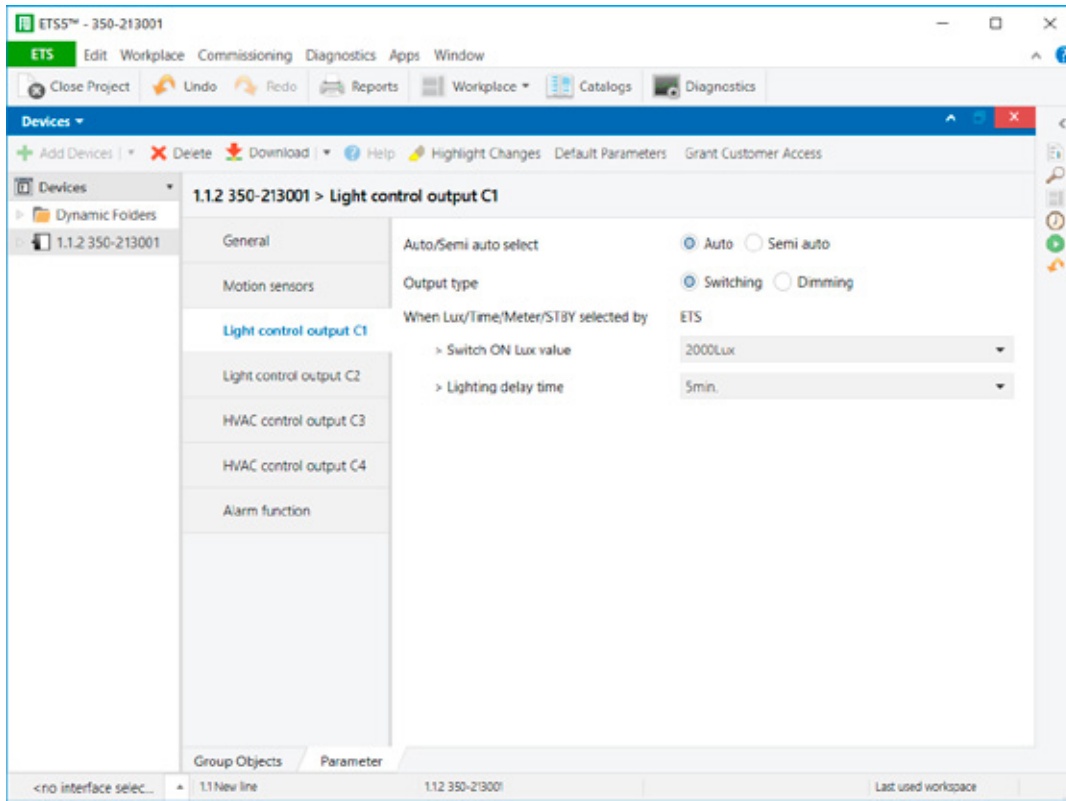 ETS5™ - 350-213001
ETS Edit Workplace Commissioning Diagnostics Apps Window
Close Project Undo Redo Reports Workplace Catalogs Diagnostics
Devices
Add Devices Delete Download Help Highlight Changes Default Parameters Grant Customer Access
Devices
Dynamic Folders
1.1.2 350-213001
1.1.2 350-213001 > Light control output C1
General
Motion sensors
Light control output C1
Light control output C2
HVAC control output C3
HVAC control output C4
Alarm function
Auto/Semi auto select Auto Semi auto
Output type Switching Dimming
When Lux/Time/Meter/STBY selected by ETS
> Switch ON Lux value 2000Lux
> Lighting delay time 5min.
Group Objects Parameter
<no interface selec... 1.1 New line 1.1.2 350-213001 Last used workspace